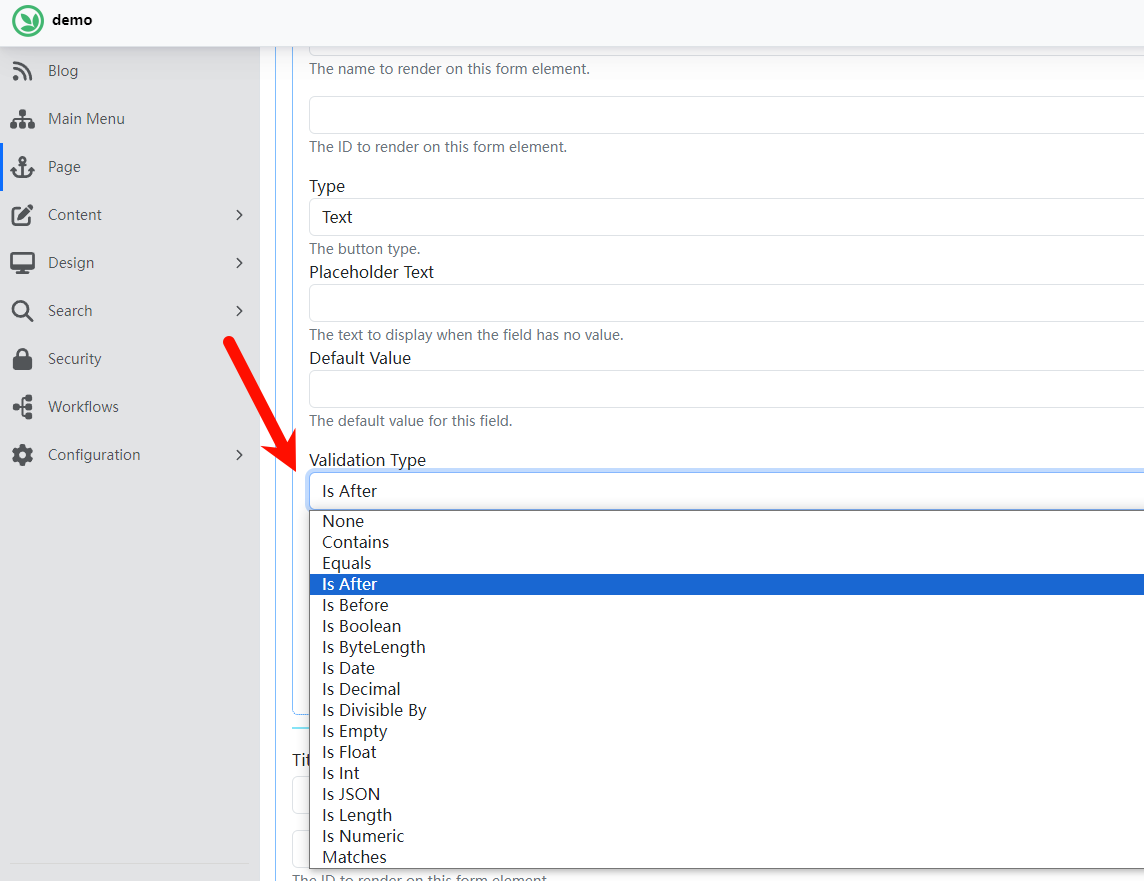 demo
Blog
Main Menu
Page
Content
Design
Search
Security
Workflows
Configuration
The name to render on this form element.
The ID to render on this form element.
Type
Text
The button type.
Placeholder Text
The text to display when the field has no value.
Default Value
The default value for this field.
Validation Type
Is After
None
Contains
Equals
Is After
Is Before
Is Boolean
Is ByteLength
Is Date
Is Decimal
Is Divisible By
Is Empty
Is Float
Is Int
Is JSON
Is Length
Is Numeric
Matches
The ID to render on this form element.